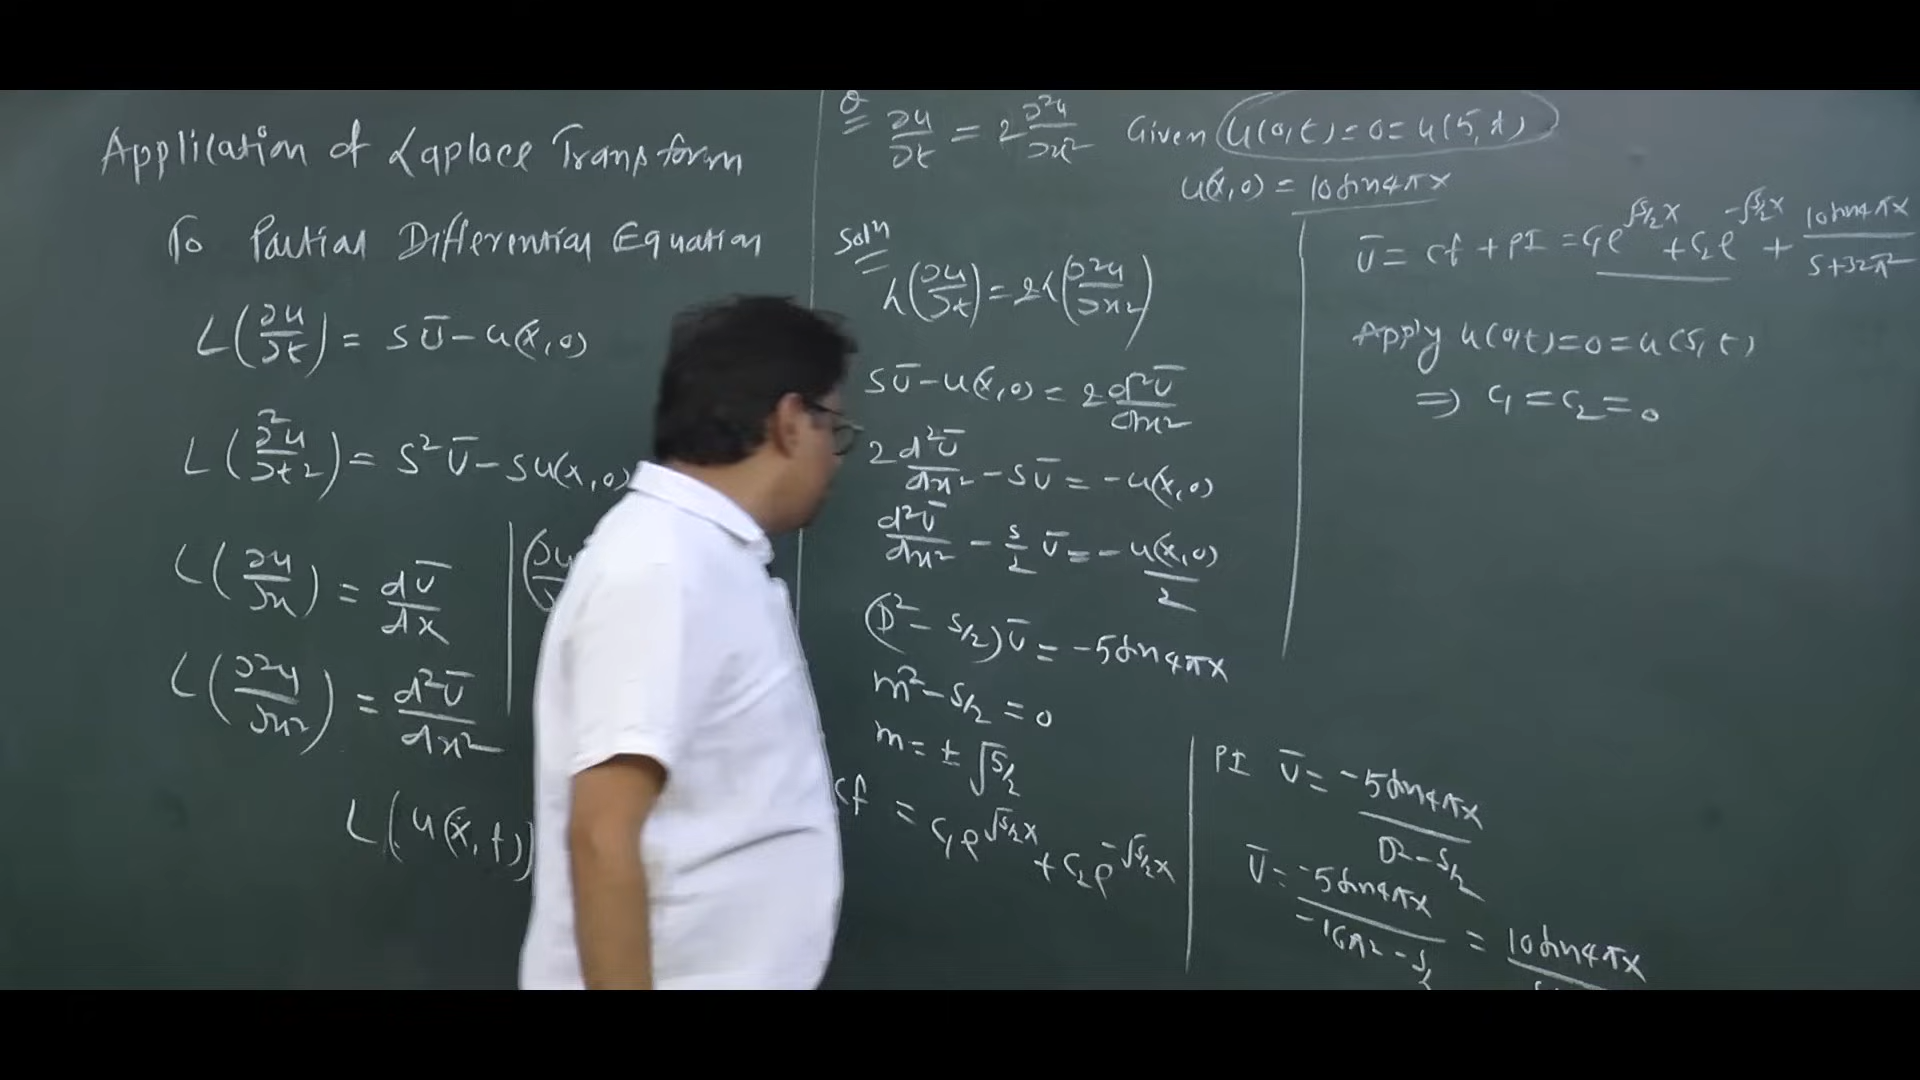 Application of Laplace Transform
To Partial Differential Equation
L(∂u/∂t) = sŪ - u(x,0)
L(∂²u/∂t²) = s²Ū - su(x,0)
L(∂u/∂x) = dŪ/dx | (∂u
L(∂²u/∂x²) = d²Ū/dx²
L(u(x,t))
Q ∂u/∂t = 2 ∂²u/∂x² Given u(0,t)=0=u(5,t)
u(x,0) = 10 sin4πx
Soln
L(∂u/∂t) = 2L(∂²u/∂x²)
sŪ - u(x,0) = 2 d²Ū/dx²
2 d²Ū/dx² - sŪ = -u(x,0)
d²Ū/dx² - s/2 Ū = - u(x,0)/2
(D² - s/2)Ū = -5 sin4πx
m² - s/2 = 0
m = ± √s/2
Cf = C₁e^√s/2 x + C₂e^-√s/2 x
PI Ū = -5 sin4πx / D² - s/2
Ū = -5 sin4πx / -16π² - s/2 = 10 sin4πx
Ū = Cf + PI = C₁e^√s/2 x + C₂e^-√s/2 x + 10 sin4πx / s+32π²
Apply u(0,t)=0=u(5,t)
⇒ C₁ = C₂ = 0